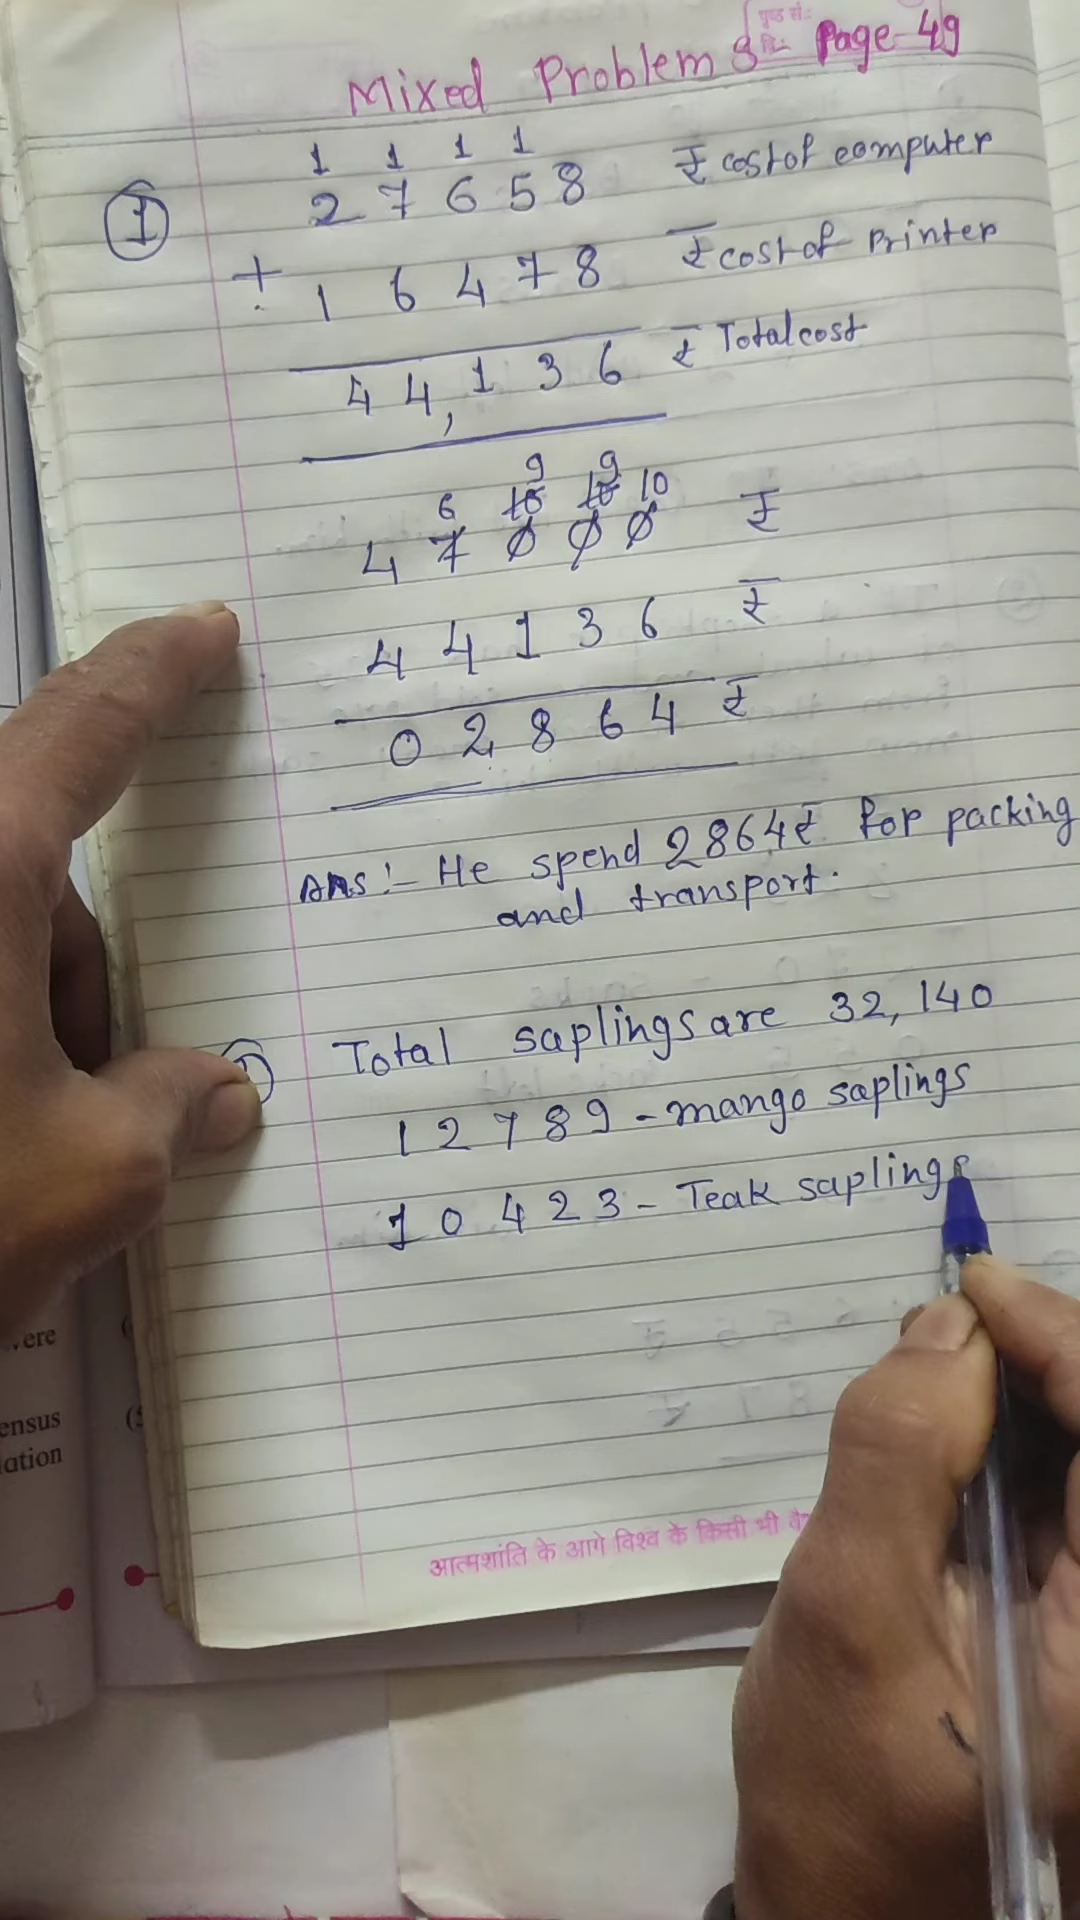 पृष्ठ सं.:
Mixed Problem 8 Page-49
1 1 1 1
① 2 7 6 5 8 ₹ cost of computer
+ 1 6 4 7 8 ₹ cost of Printer
4 4 , 1 3 6 ₹ Total cost
9 9
6 10 10 10
4 7 0 0 0 ₹
4 4 1 3 6 ₹
0 2 8 6 4 ₹
Ans :- He spend 2864₹ for packing
and transport.
Total saplings are 32,140
1 2 7 8 9 - mango saplings
1 0 4 2 3 - Teak saplings
आत्मशांति के आगे विश्व के किसी भी
ere
ensus
ation